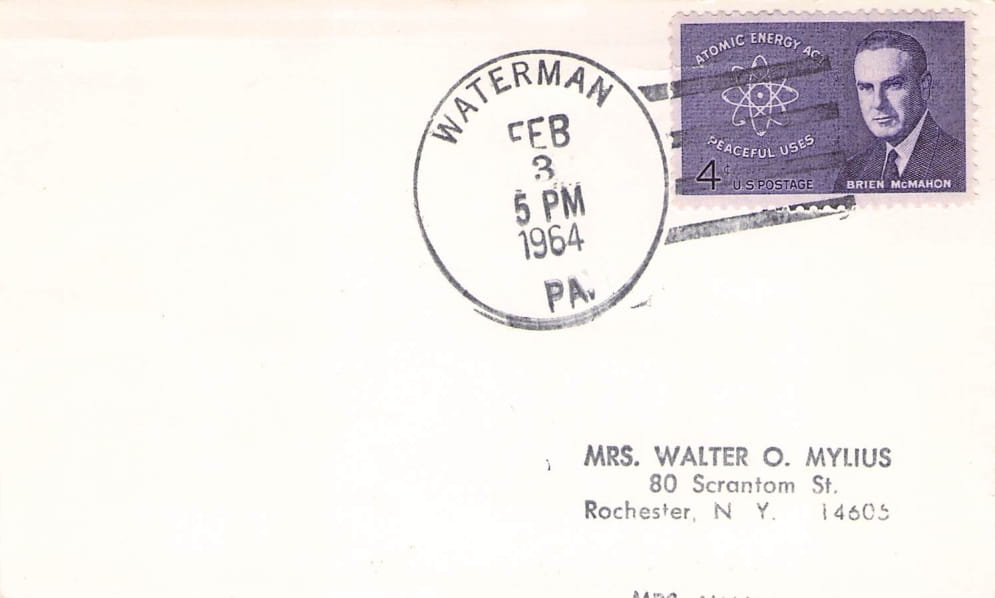 WATERMAN
FEB
3
5 PM
1964
PA.
ATOMIC ENERGY ACT
PEACEFUL USES
4¢ U S POSTAGE
BRIEN McMAHON
MRS. WALTER O. MYLIUS
80 Scrantom St.
Rochester, N Y. 14605
MRS.